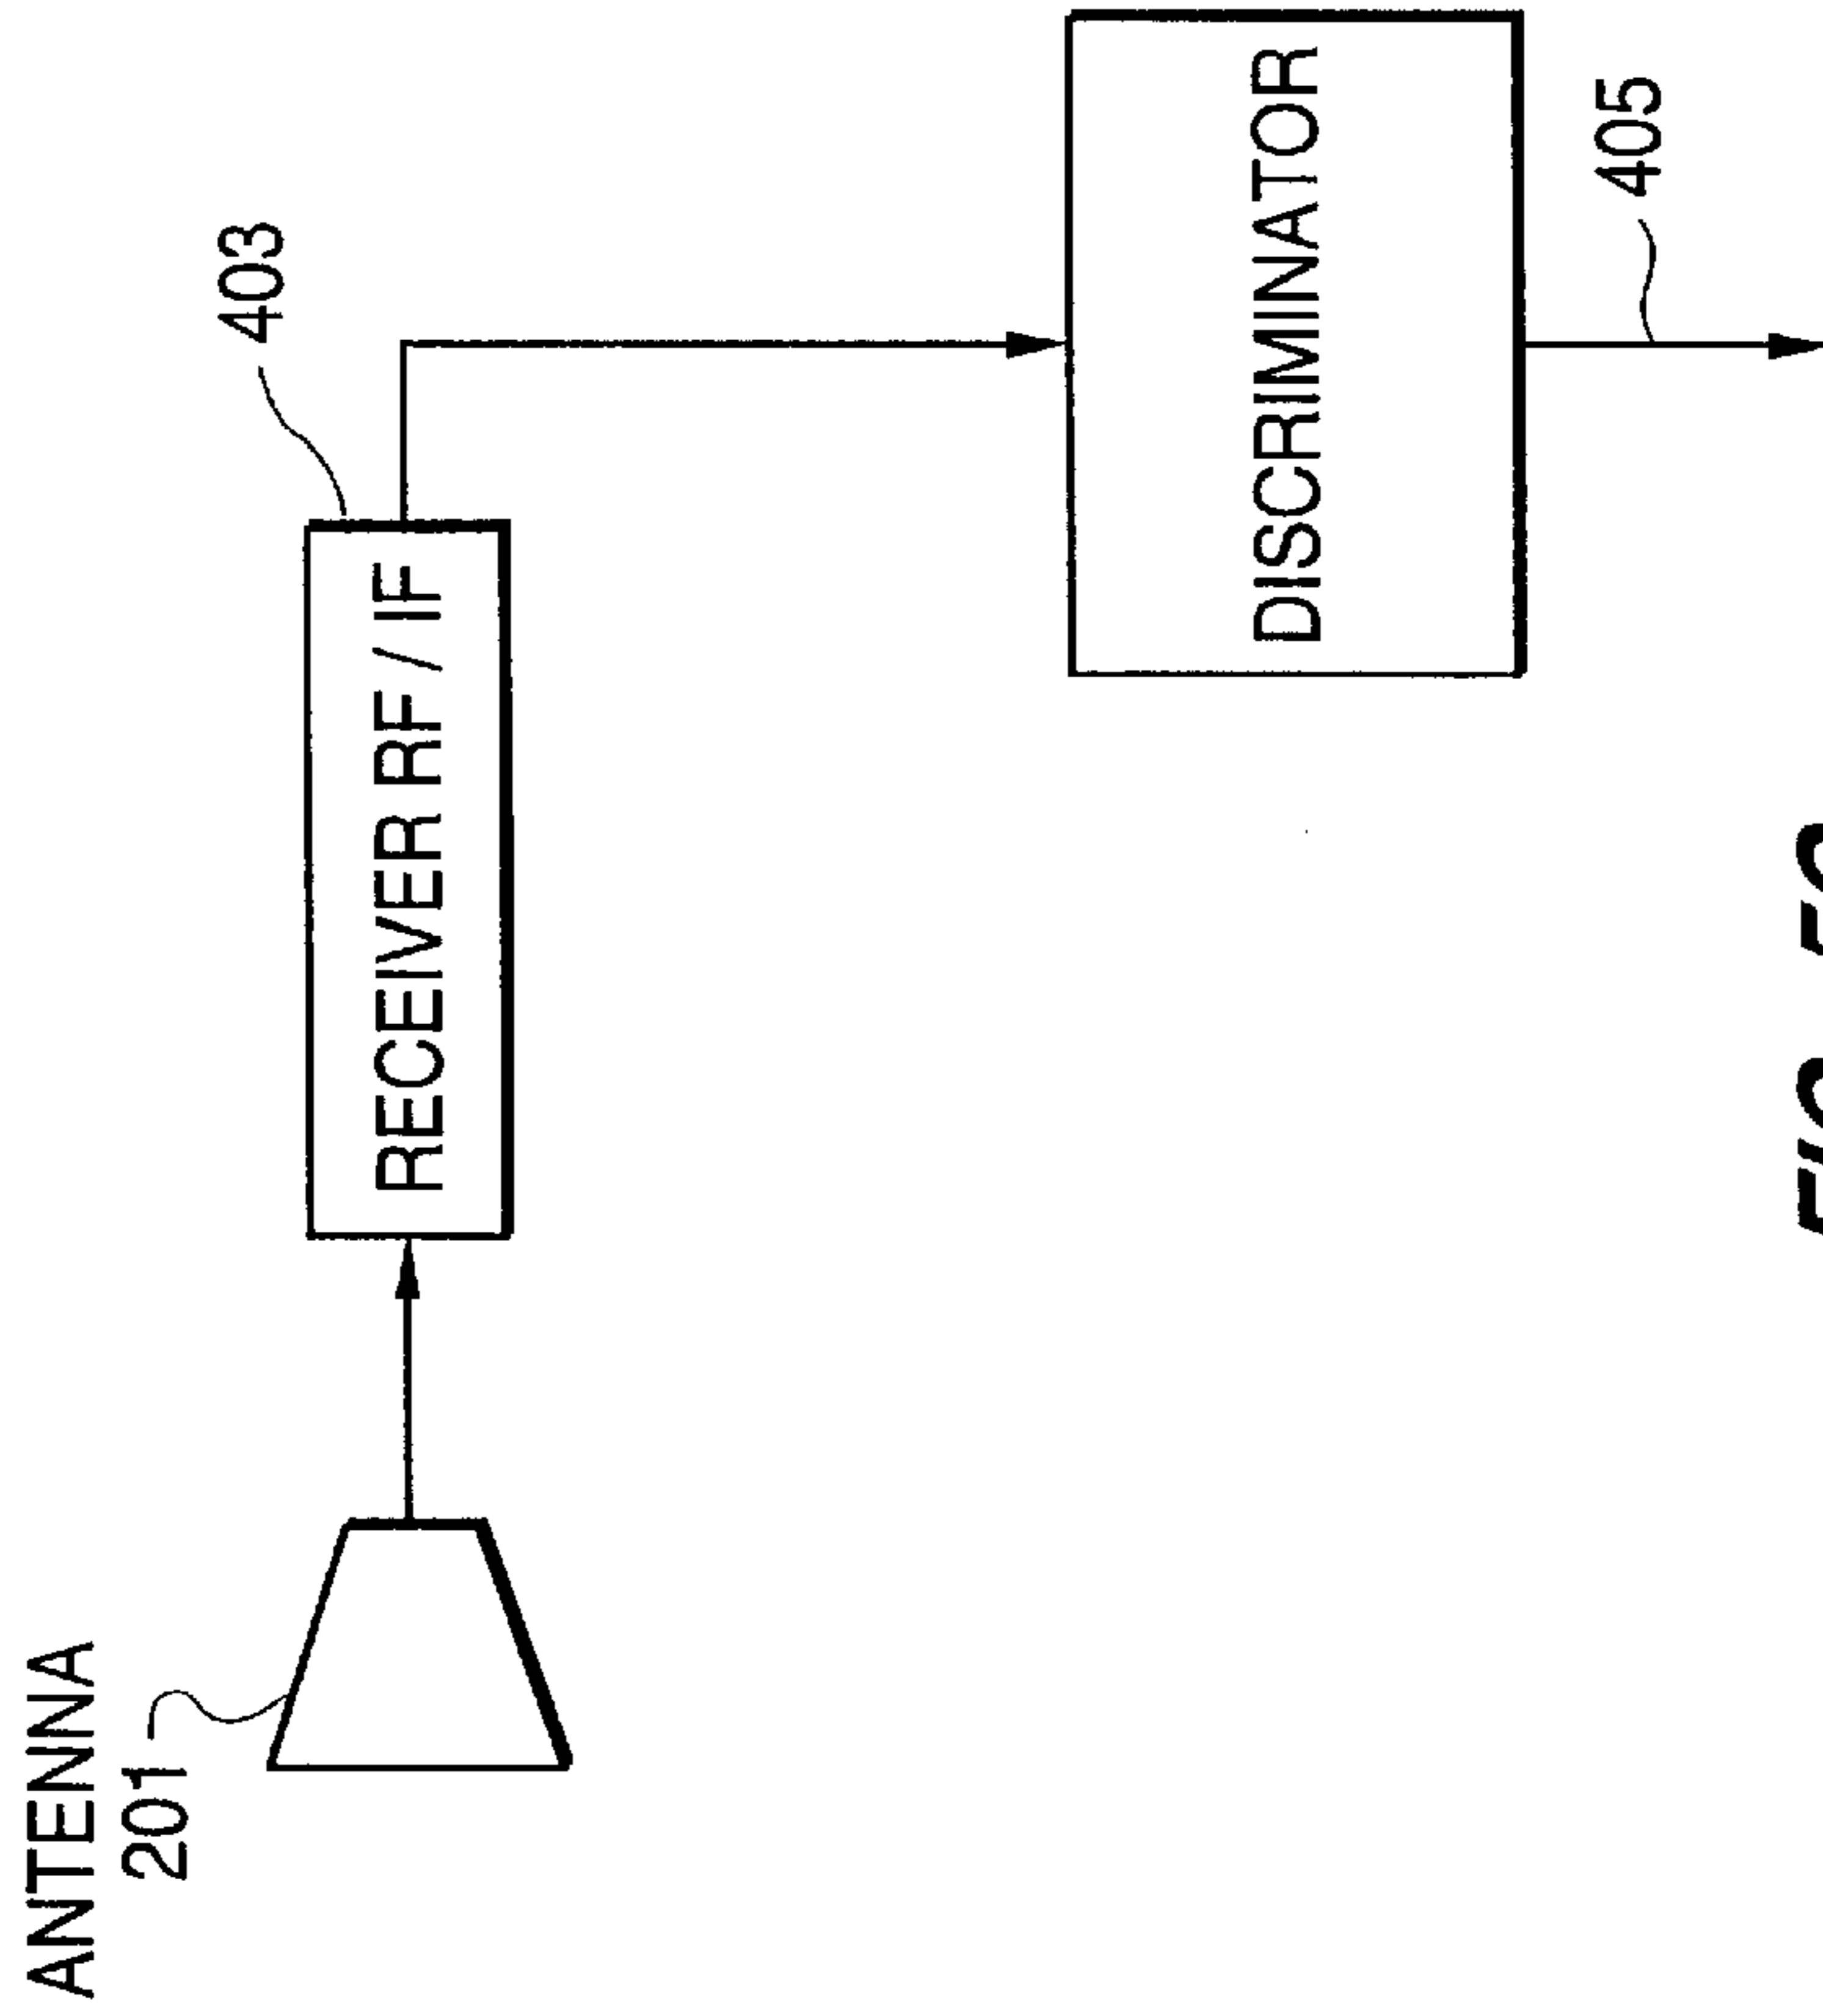 ANTENNA
201
403
RECEIVER RF / IF
DISCRIMINATOR
405